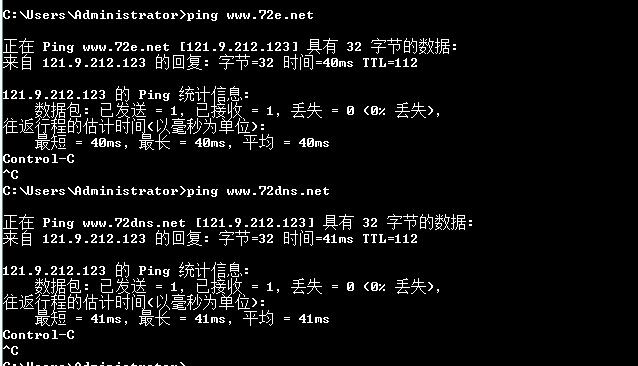 C:\Users\Administrator>ping www.72e.net
正在 Ping www.72e.net [121.9.212.123] 具有 32 字节的数据:
来自 121.9.212.123 的回复: 字节=32 时间=40ms TTL=112
121.9.212.123 的 Ping 统计信息:
数据包: 已发送 = 1, 已接收 = 1, 丢失 = 0 (0% 丢失),
往返行程的估计时间(以毫秒为单位):
最短 = 40ms, 最长 = 40ms, 平均 = 40ms
Control-C
^C
C:\Users\Administrator>ping www.72dns.net
正在 Ping www.72dns.net [121.9.212.123] 具有 32 字节的数据:
来自 121.9.212.123 的回复: 字节=32 时间=41ms TTL=112
121.9.212.123 的 Ping 统计信息:
数据包: 已发送 = 1, 已接收 = 1, 丢失 = 0 (0% 丢失),
往返行程的估计时间(以毫秒为单位):
最短 = 41ms, 最长 = 41ms, 平均 = 41ms
Control-C
^C
C:\Users\Administrator>